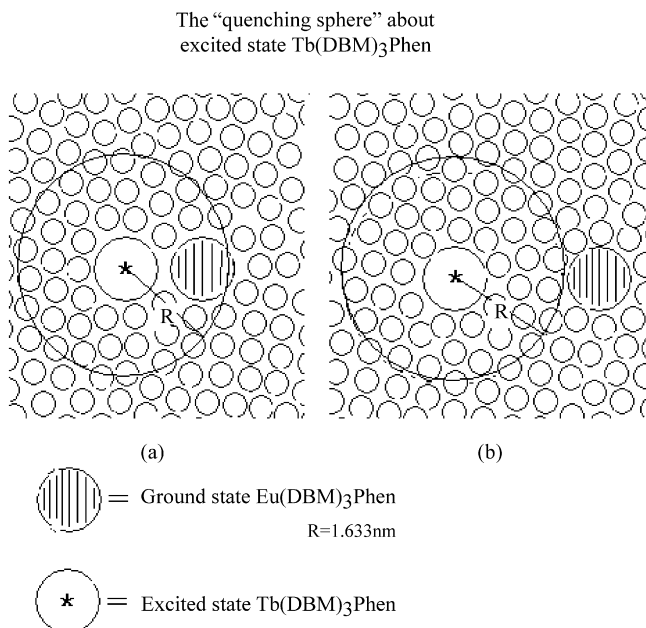 The “quenching sphere” about
excited state Tb(DBM)3Phen
R
R
(a)
(b)
= Ground state Eu(DBM)3Phen
R=1.633nm
= Excited state Tb(DBM)3Phen